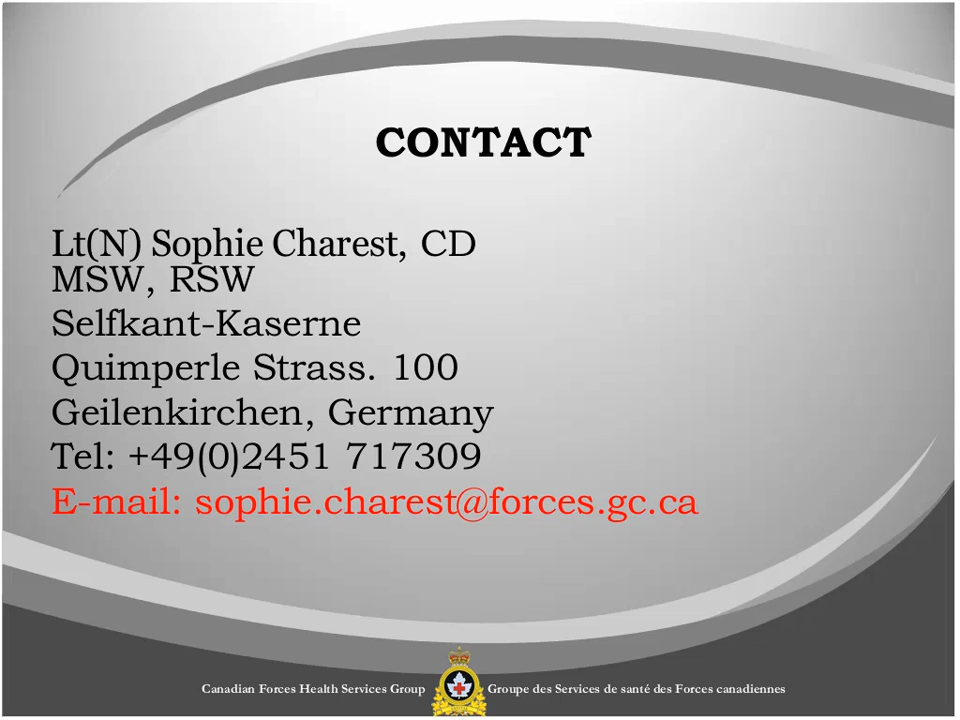 CONTACT
Lt(N) Sophie Charest, CD
MSW, RSW
Selfkant-Kaserne
Quimperle Strass. 100
Geilenkirchen, Germany
Tel: +49(0)2451 717309
E-mail: sophie.charest@forces.gc.ca
Canadian Forces Health Services Group Groupe des Services de santé des Forces canadiennes